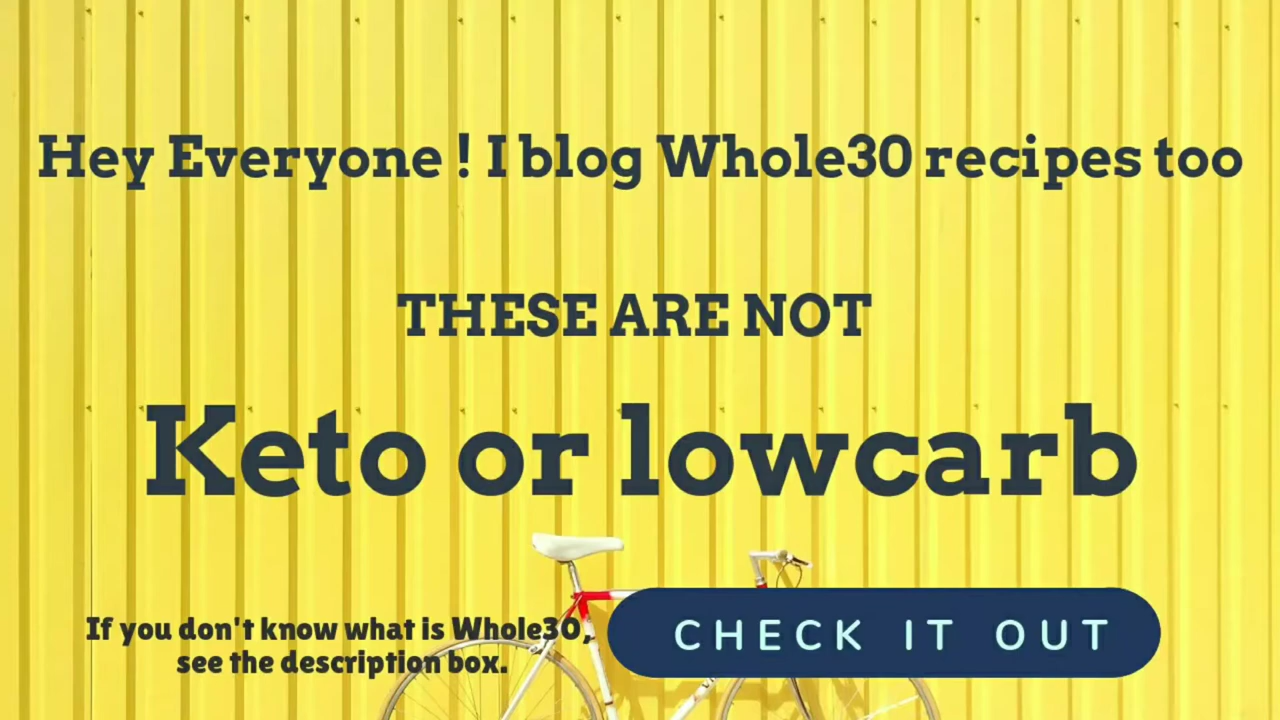 Hey Everyone ! I blog Whole30 recipes too
THESE ARE NOT
Keto or lowcarb
If you don't know what is Whole30,
see the description box.
CHECK IT OUT